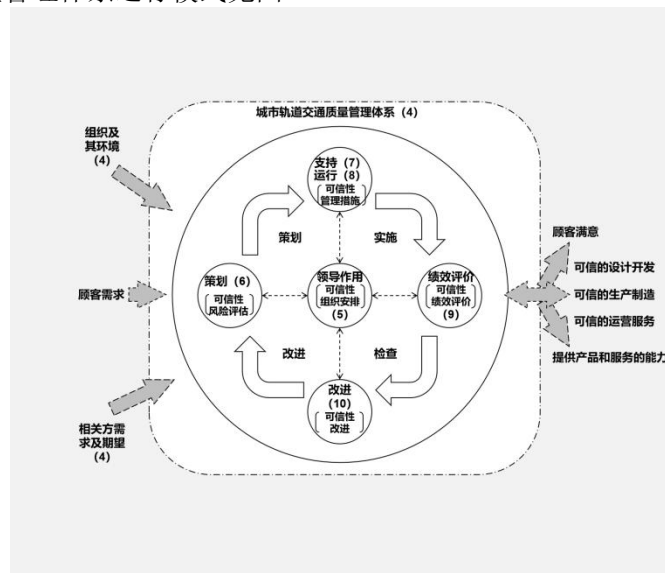 城市轨道交通质量管理体系 (4)
组织及
其环境
(4)
支持 (7)
运行 (8)
可信性
管理措施
策划
实施
顾客需求
策划 (6)
可信性
风险评估
领导作用
可信性
组织安排
(5)
绩效评价
可信性
绩效评价
(9)
顾客满意
可信的设计开发
可信的生产制造
可信的运营服务
提供产品和服务的能力
改进
检查
改进
(10)
可信性
改进
相关方需
求及期望
(4)